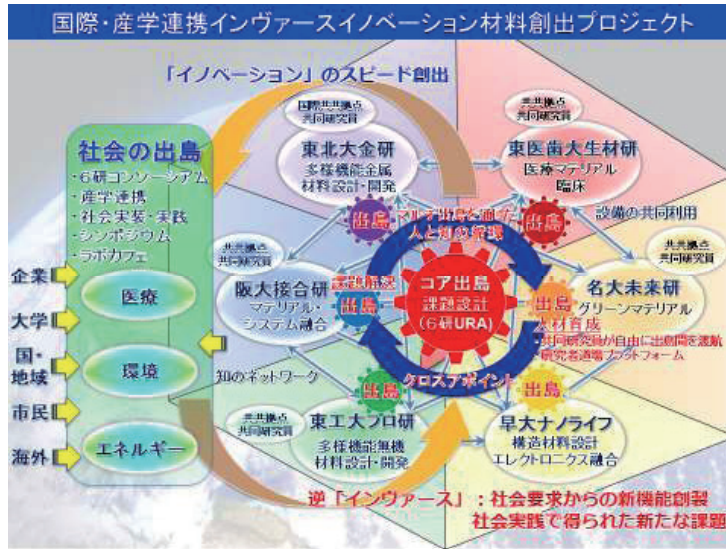 国際・産学連携インヴァースイノベーション材料創出プロジェクト
「イノベーション」のスピード創出
社会の出島
・6研コンソーシアム
・産学連携
・社会実装・実践
・シンポジウム
・ラボカフェ
企業
大学
国・
地域
市民
海外
医療
環境
エネルギー
国際共共拠点
共同研究員
東北大金研
多様機能金属
材料設計・開発
共共拠点
共同研究員
東医歯大生材研
医療マテリアル
臨床
出島
マルチ出島を通した
人と知の循環
出島
設備の共同利用
共共拠点
共同研究員
阪大接合研
マテリアル・
システム融合
課題解決
出島
コア出島
課題設計
(6研URA)
共共拠点
共同研究員
名大未来研
グリーンマテリアル
出島
人材育成
・共同研究員が自由に出島間を渡航
研究者道場プラットフォーム
知のネットワーク
出島
クロスアポイント
出島
共共拠点
共同研究員
東工大フロ研
多様機能無機
材料設計・開発
早大ナノライフ
構造材料設計
エレクトロニクス融合
逆「インヴァース」：社会要求からの新機能創製
社会実践で得られた新たな課題